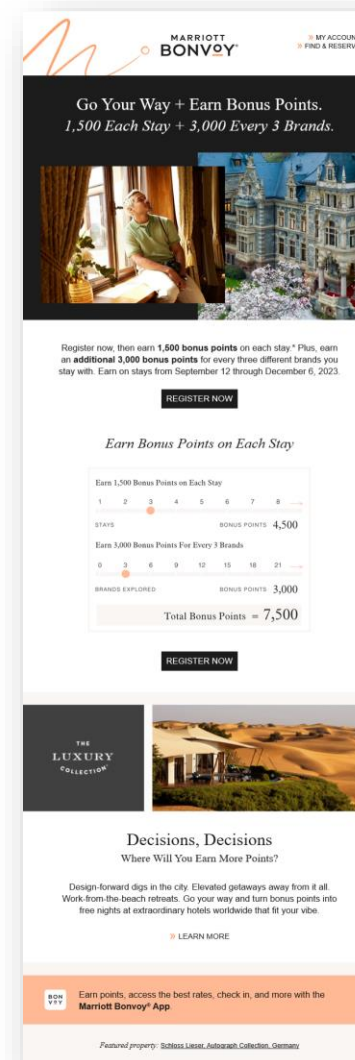 MARRIOTT
BONVOY
» MY ACCOUN
» FIND & RESERV
Go Your Way + Earn Bonus Points.
1,500 Each Stay + 3,000 Every 3 Brands.
Register now, then earn 1,500 bonus points on each stay.* Plus, earn
an additional 3,000 bonus points for every three different brands you
stay with. Earn on stays from September 12 through December 6, 2023.
REGISTER NOW
Earn Bonus Points on Each Stay
Earn 1,500 Bonus Points on Each Stay
1 2 3 4 5 6 7 8 →
STAYS BONUS POINTS 4,500
Earn 3,000 Bonus Points For Every 3 Brands
0 3 6 9 12 15 18 21 →
BRANDS EXPLORED BONUS POINTS 3,000
Total Bonus Points = 7,500
REGISTER NOW
THE
LUXURY
COLLECTION
Decisions, Decisions
Where Will You Earn More Points?
Design-forward digs in the city. Elevated getaways away from it all.
Work-from-the-beach retreats. Go your way and turn bonus points into
free nights at extraordinary hotels worldwide that fit your vibe.
» LEARN MORE
BON
VOY
Earn points, access the best rates, check in, and more with the
Marriott Bonvoy® App.
Featured property: Schloss Lieser, Autograph Collection, Germany